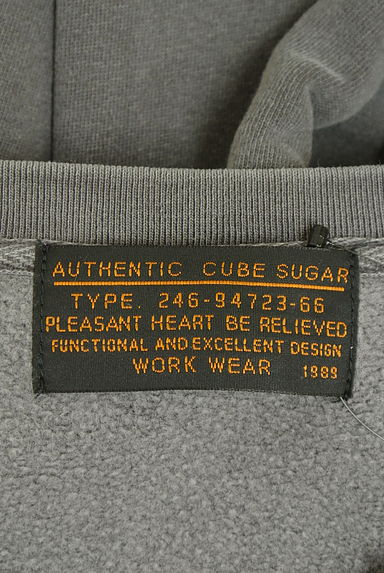 AUTHENTIC CUBE SUGAR
TYPE. 246-94723-66
PLEASANT HEART BE RELIEVED
FUNCTIONAL AND EXCELLENT DESIGN
WORK WEAR 1989